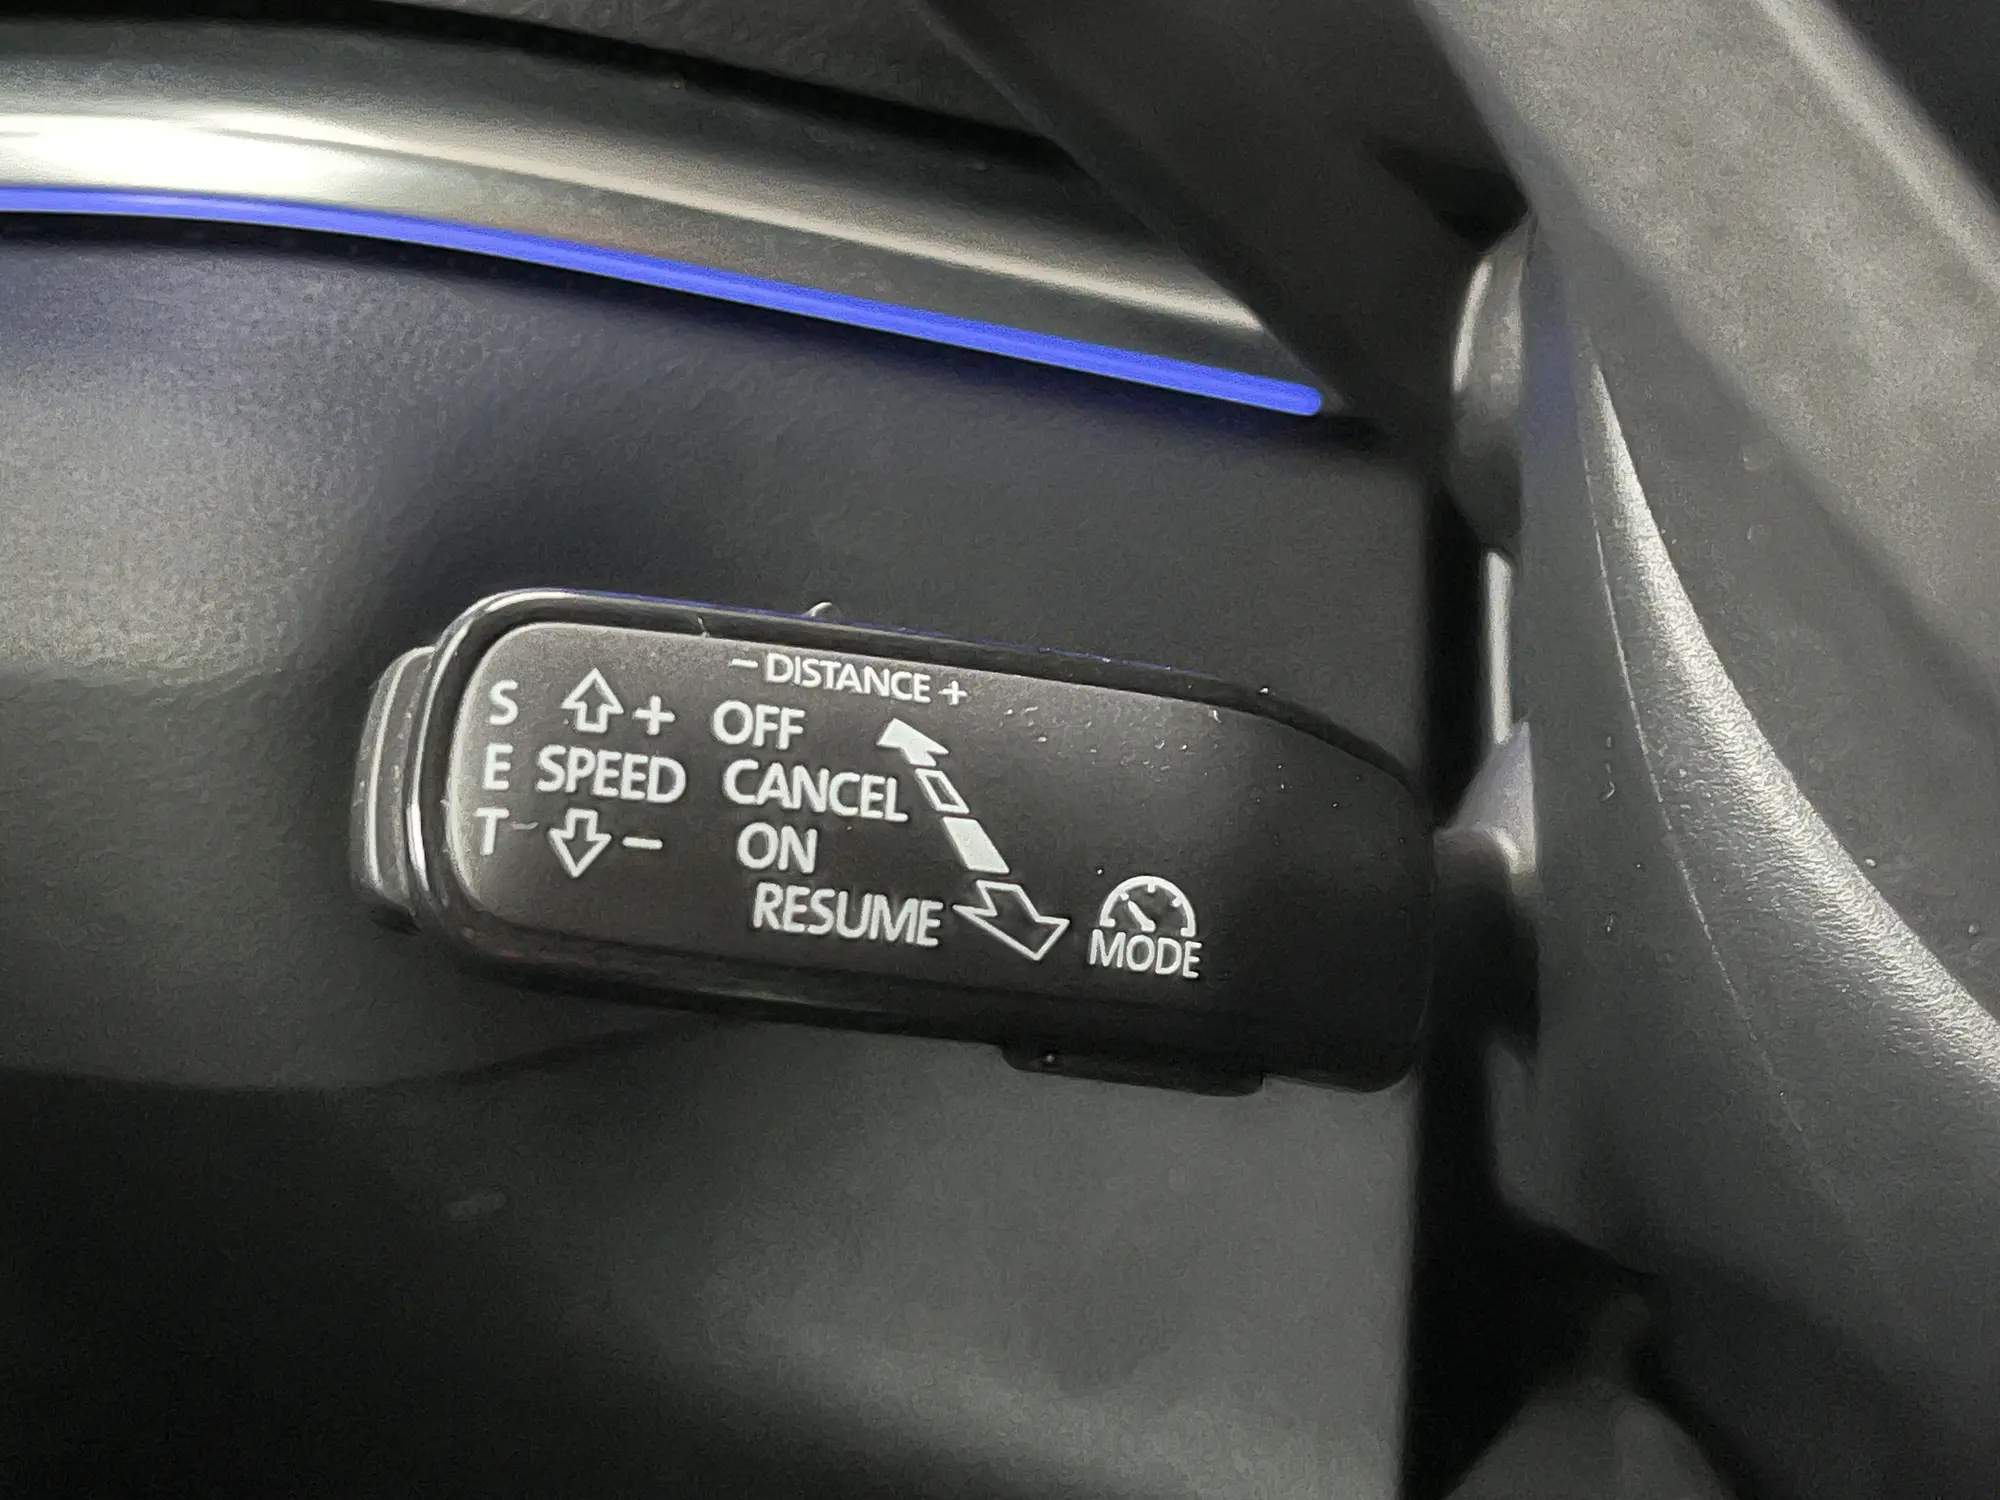 – DISTANCE +
S + OFF
E SPEED CANCEL
T – ON
RESUME
MODE